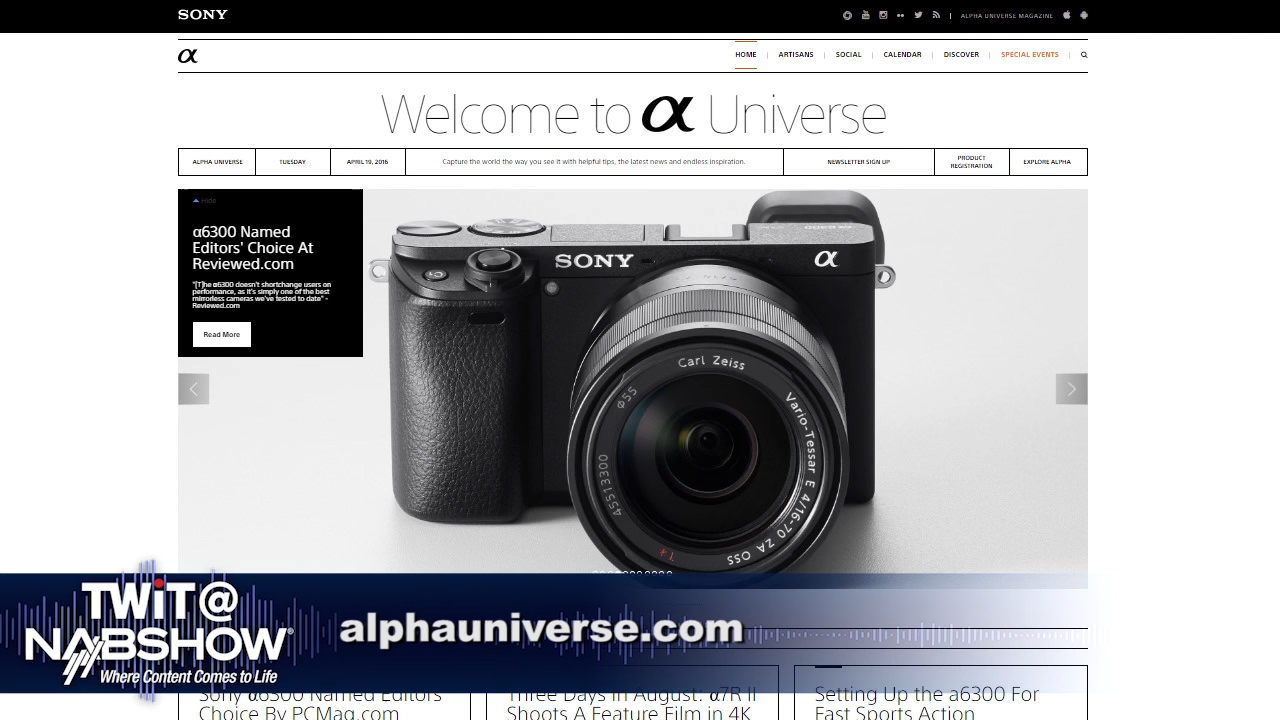 SONY
ALPHA UNIVERSE MAGAZINE
α
HOME
ARTISANS
SOCIAL
CALENDAR
DISCOVER
SPECIAL EVENTS
Welcome to α Universe
ALPHA UNIVERSE
TUESDAY
APRIL 19, 2016
Capture the world the way you see it with helpful tips, the latest news and endless inspiration.
NEWSLETTER SIGN UP
PRODUCT
REGISTRATION
EXPLORE ALPHA
Hide
α6300 Named
Editors' Choice At
Reviewed.com
"[T]he α6300 doesn't shortchange users on
performance, as it's simply one of the best
mirrorless cameras we've tested to date" -
Reviewed.com
Read More
SONY
α
Carl Zeiss
Vario-Tessar E 4/16-70 ZA OSS
T*
45513300
φ55
TWiT@
NABSHOW®
Where Content Comes to Life
alphauniverse.com
Sony α6300 Named Editors'
Choice By PCMag.com
Three Days in August: α7R II
Shoots A Feature Film in 4K
Setting Up the a6300 For
Fast Sports Action